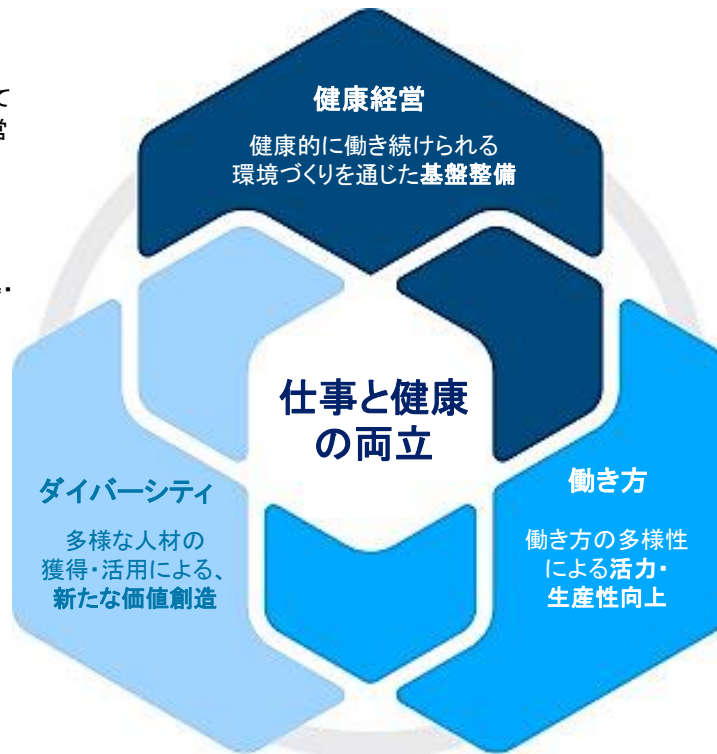 て
営
健康経営
健康的に働き続けられる
環境づくりを通じた基盤整備
仕事と健康
の両立
ダイバーシティ
多様な人材の
獲得・活用による、
新たな価値創造
働き方
働き方の多様性
による活力・
生産性向上